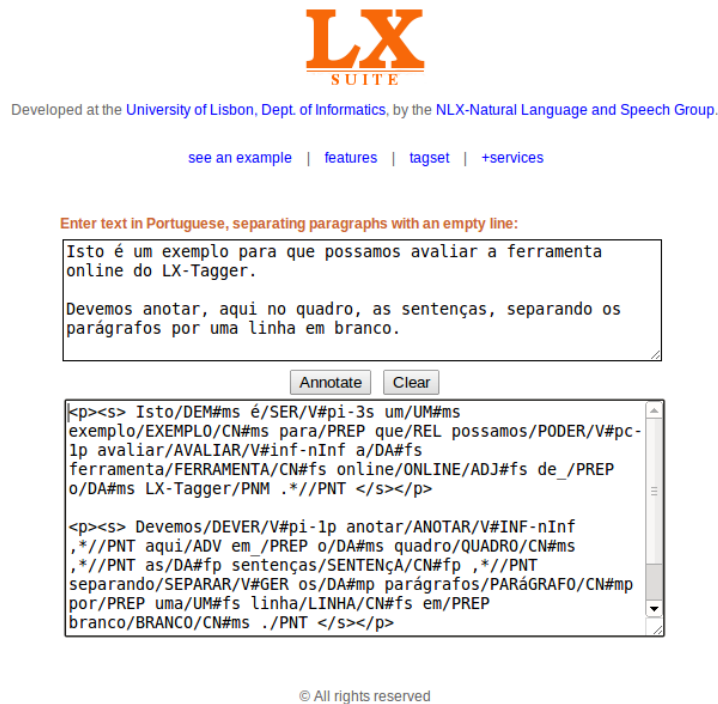 LX
SUITE
Developed at the University of Lisbon, Dept. of Informatics, by the NLX-Natural Language and Speech Group.
see an example | features | tagset | +services
Enter text in Portuguese, separating paragraphs with an empty line:
Isto é um exemplo para que possamos avaliar a ferramenta
online do LX-Tagger.
Devemos anotar, aqui no quadro, as sentenças, separando os
parágrafos por uma linha em branco.
Annotate Clear
<p><s> Isto/DEM#ms é/SER/V#pi-3s um/UM#ms
exemplo/EXEMPLO/CN#ms para/PREP que/REL possamos/PODER/V#pc-
1p avaliar/AVALIAR/V#inf-nInf a/DA#fs
ferramenta/FERRAMENTA/CN#fs online/ONLINE/ADJ#fs de_/PREP
o/DA#ms LX-Tagger/PNM .*//PNT </s></p>
<p><s> Devemos/DEVER/V#pi-1p anotar/ANOTAR/V#INF-nInf
,*//PNT aqui/ADV em_/PREP o/DA#ms quadro/QUADRO/CN#ms
,*//PNT as/DA#fp sentenças/SENTENçA/CN#fp ,*//PNT
separando/SEPARAR/V#GER os/DA#mp parágrafos/PARáGRAFO/CN#mp
por/PREP uma/UM#fs linha/LINHA/CN#fs em/PREP
branco/BRANCO/CN#ms ./PNT </s></p>
© All rights reserved